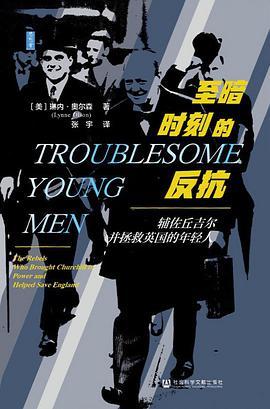 [美]琳内·奥尔森 著
(Lynne Olson)
张宇 译
至暗
时刻的
反抗
TROUBLESOME
YOUNG
MEN
辅佐丘吉尔
并拯救英国的年轻人
The Rebels
Who Brought Churchill to
Power and
Helped Save England
社会科学文献出版社